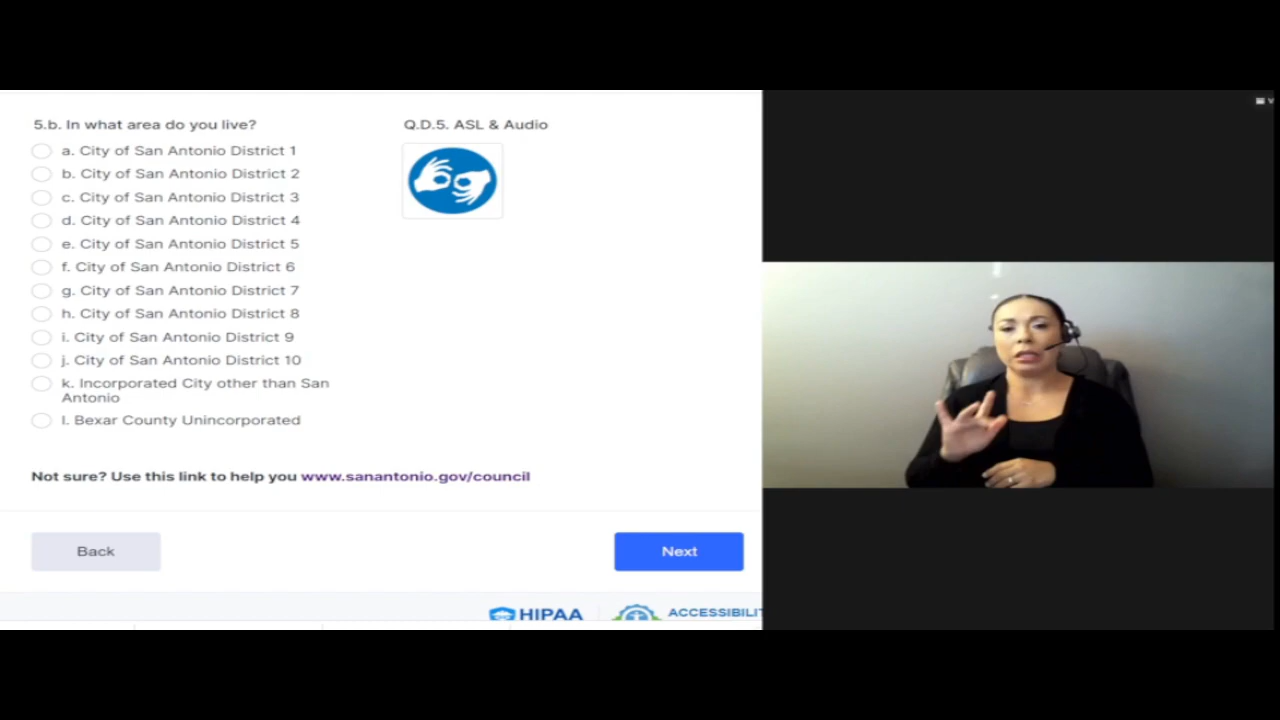 5.b. In what area do you live?
a. City of San Antonio District 1
b. City of San Antonio District 2
c. City of San Antonio District 3
d. City of San Antonio District 4
e. City of San Antonio District 5
f. City of San Antonio District 6
g. City of San Antonio District 7
h. City of San Antonio District 8
i. City of San Antonio District 9
j. City of San Antonio District 10
k. Incorporated City other than San
Antonio
l. Bexar County Unincorporated
Q.D.5. ASL & Audio
Not sure? Use this link to help you www.sanantonio.gov/council
Back
Next
HIPAA